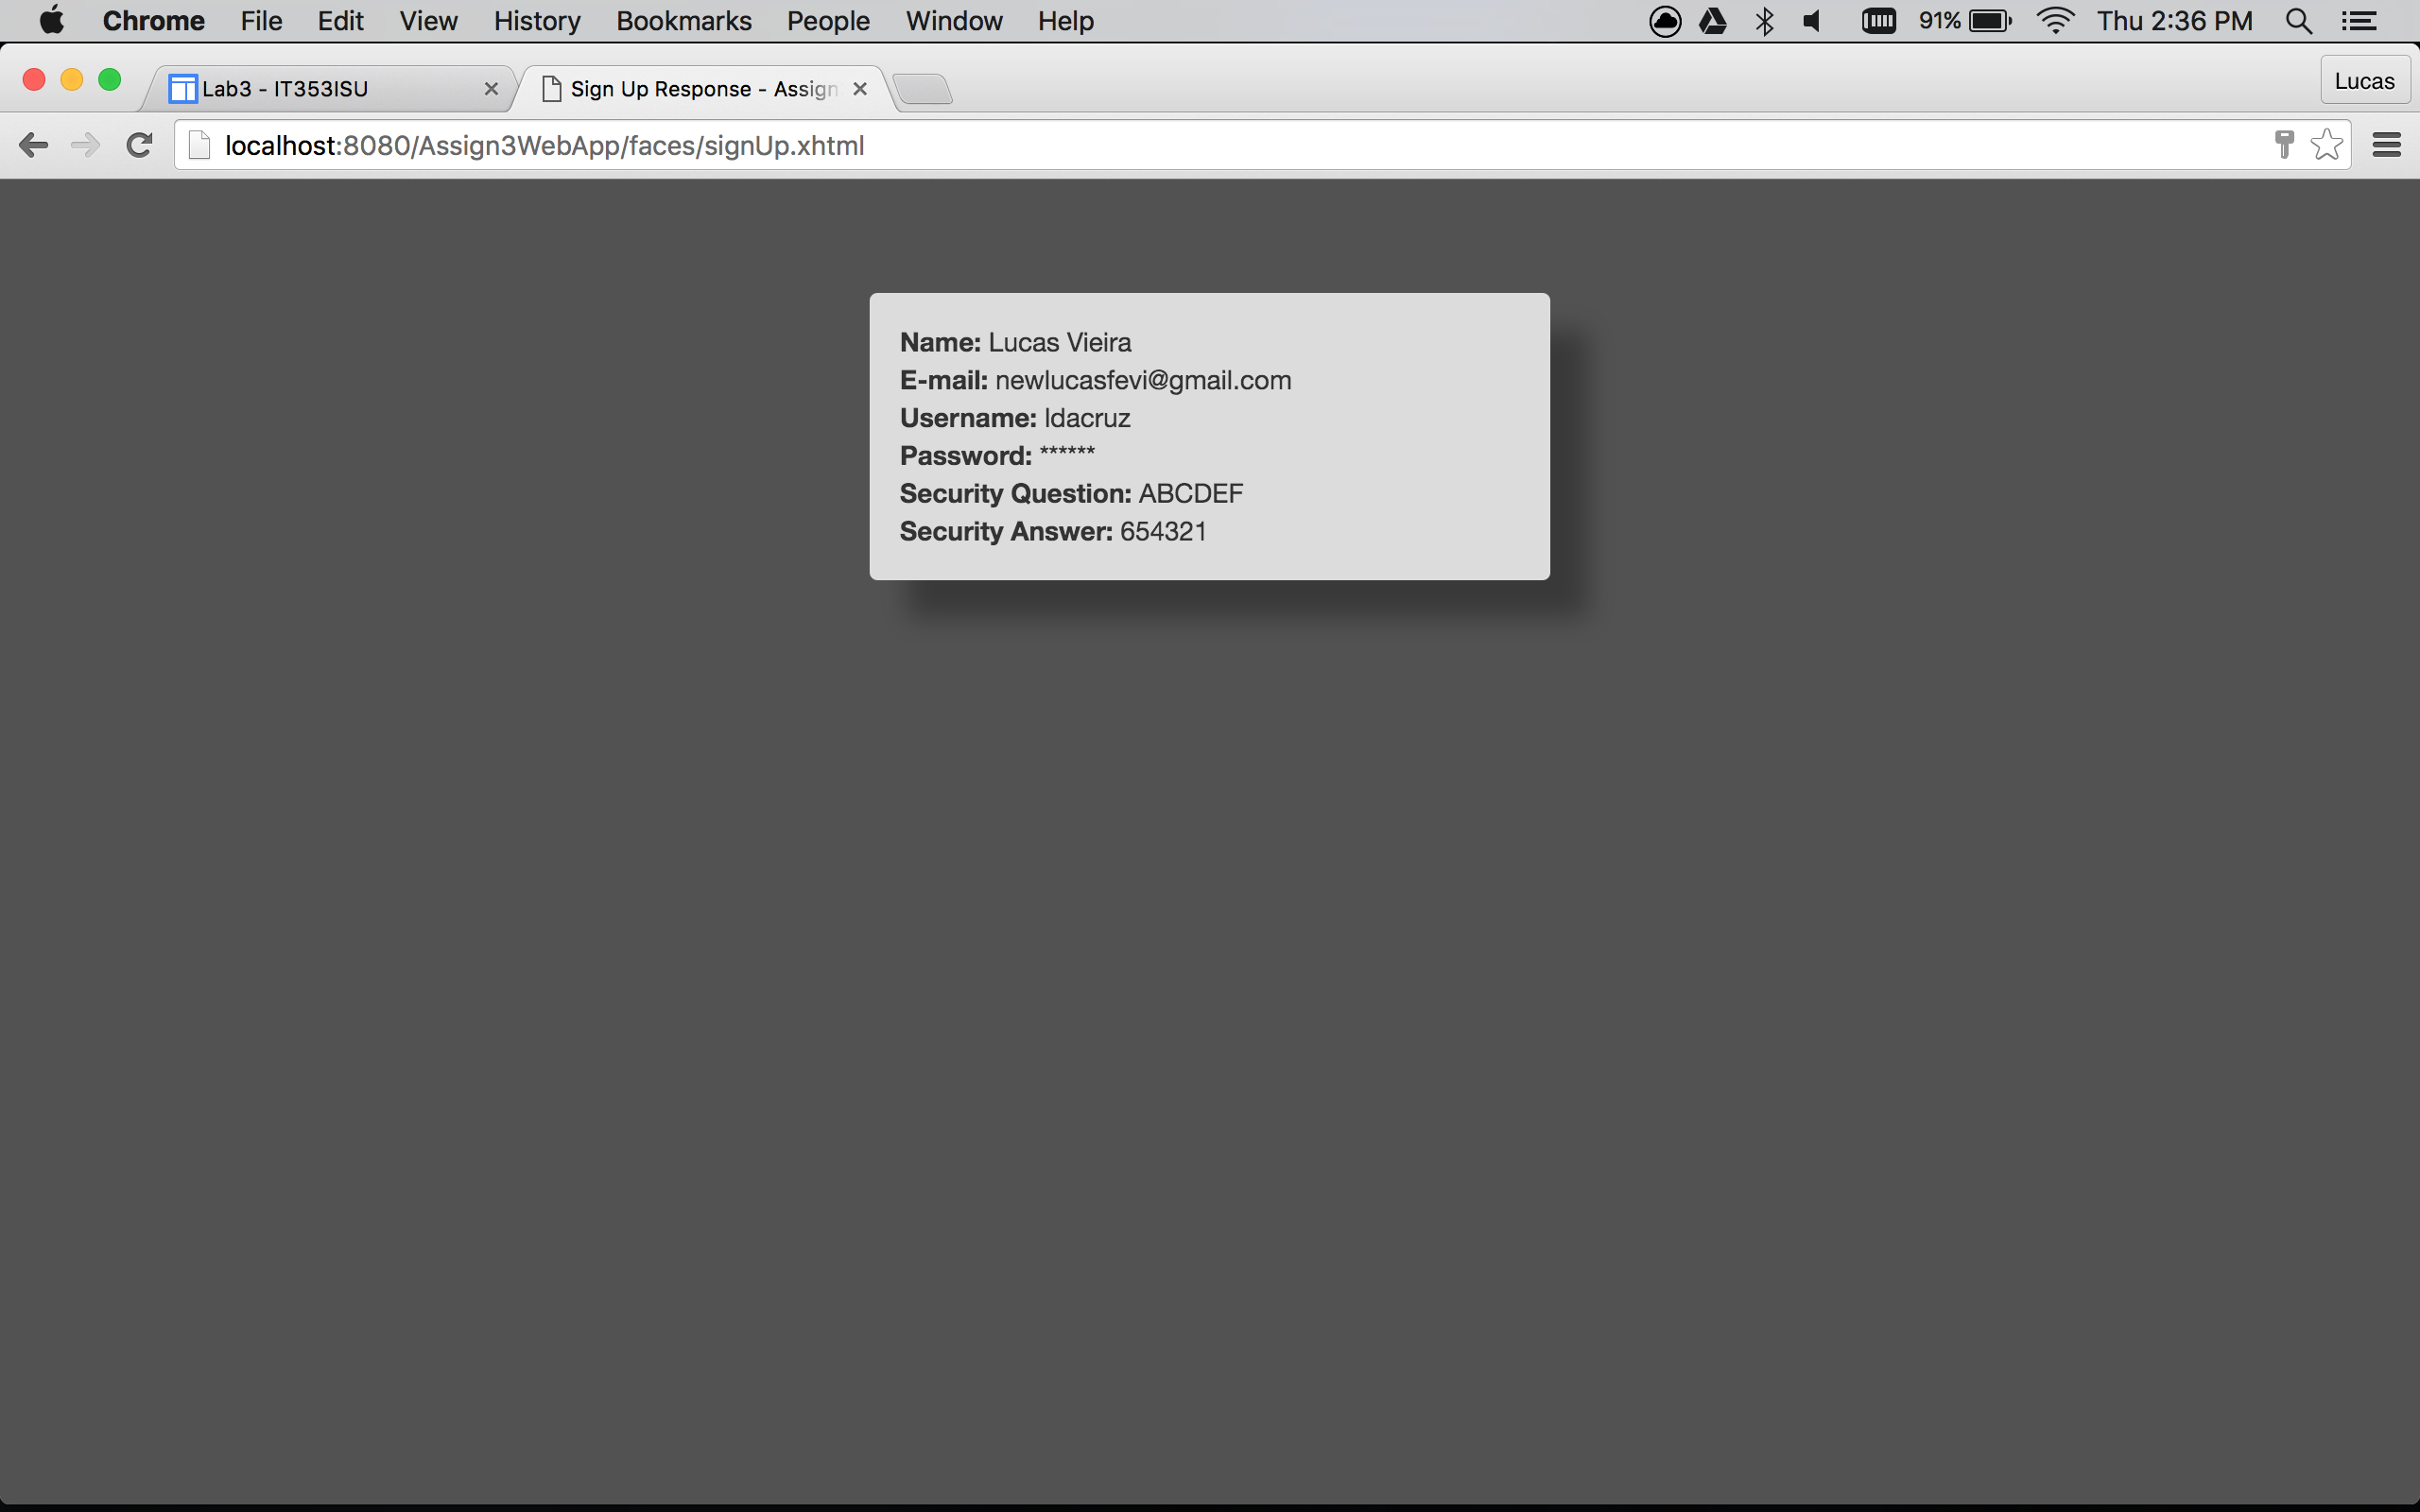 Chrome File Edit View History Bookmarks People Window Help 91% Thu 2:36 PM
Lab3 - IT353ISU Sign Up Response - Assign Lucas
localhost:8080/Assign3WebApp/faces/signUp.xhtml
Name: Lucas Vieira
E-mail: newlucasfevi@gmail.com
Username: ldacruz
Password: ******
Security Question: ABCDEF
Security Answer: 654321